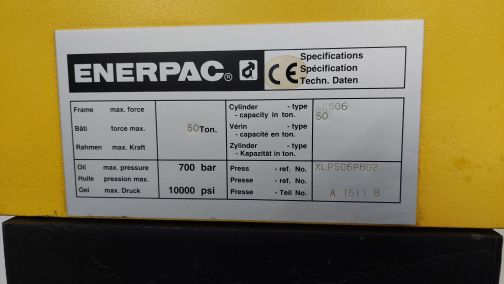 ENERPAC® CE Specifications
Spécification
Techn. Daten
Frame max. force
Bâti force max. 50 Ton.
Rahmen max. Kraft
Cylinder - type
- capacity in ton. 50
Vérin - type
- capacité en ton.
Zylinder - type
- Kapazität in ton.
Oil max. pressure 700 bar
Huile pression max.
Oel max. Druck 10000 psi
Press - ref. No. XLP506P802
Presse - ref. No.
Presse - Teil No. A 1511 B